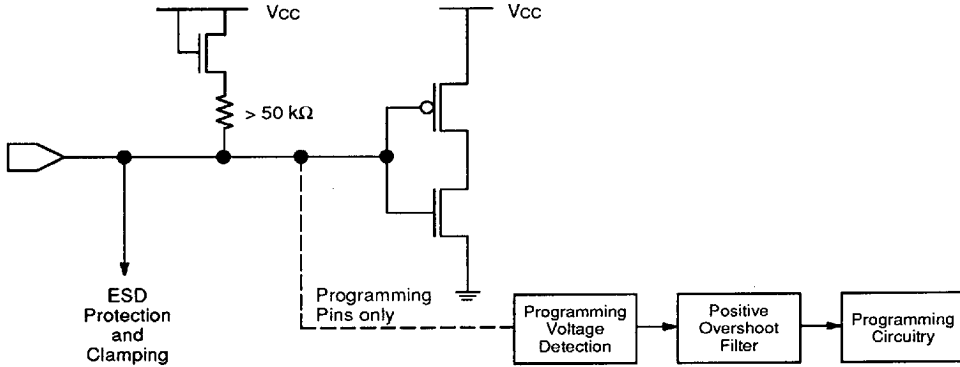 Vcc
Vcc
> 50 kΩ
ESD
Protection
and
Clamping
Programming
Pins only
Programming
Voltage
Detection
Positive
Overshoot
Filter
Programming
Circuitry